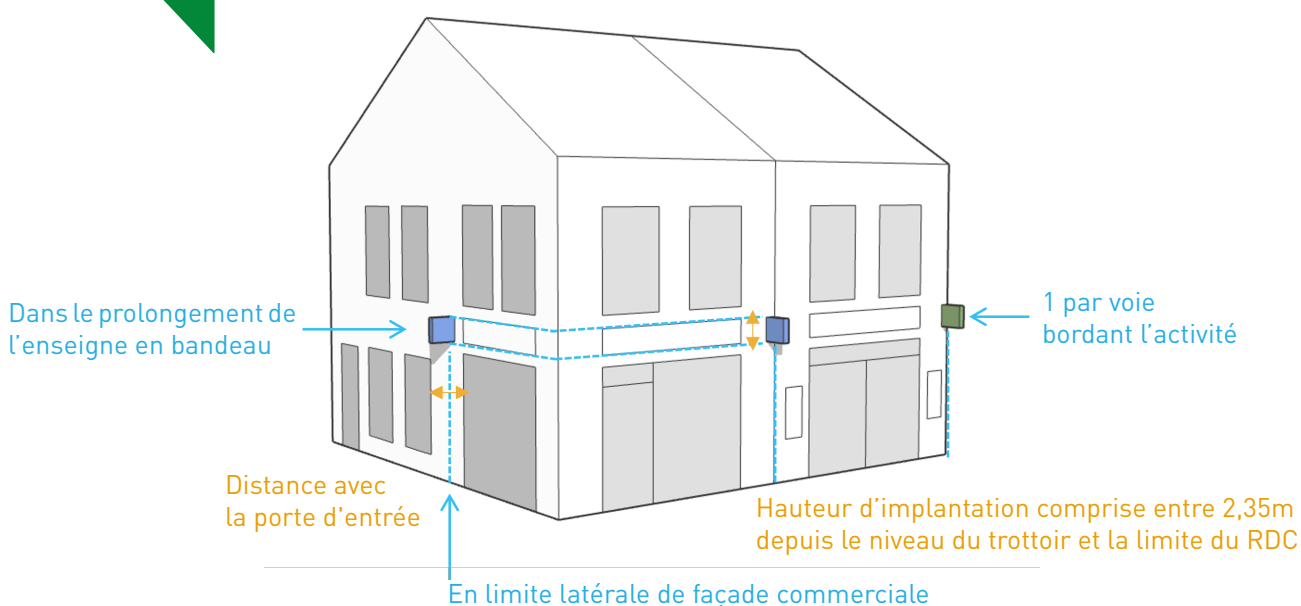 Dans le prolongement de
l’enseigne en bandeau
1 par voie
bordant l’activité
Distance avec
la porte d'entrée
Hauteur d’implantation comprise entre 2,35m
depuis le niveau du trottoir et la limite du RDC
En limite latérale de façade commerciale